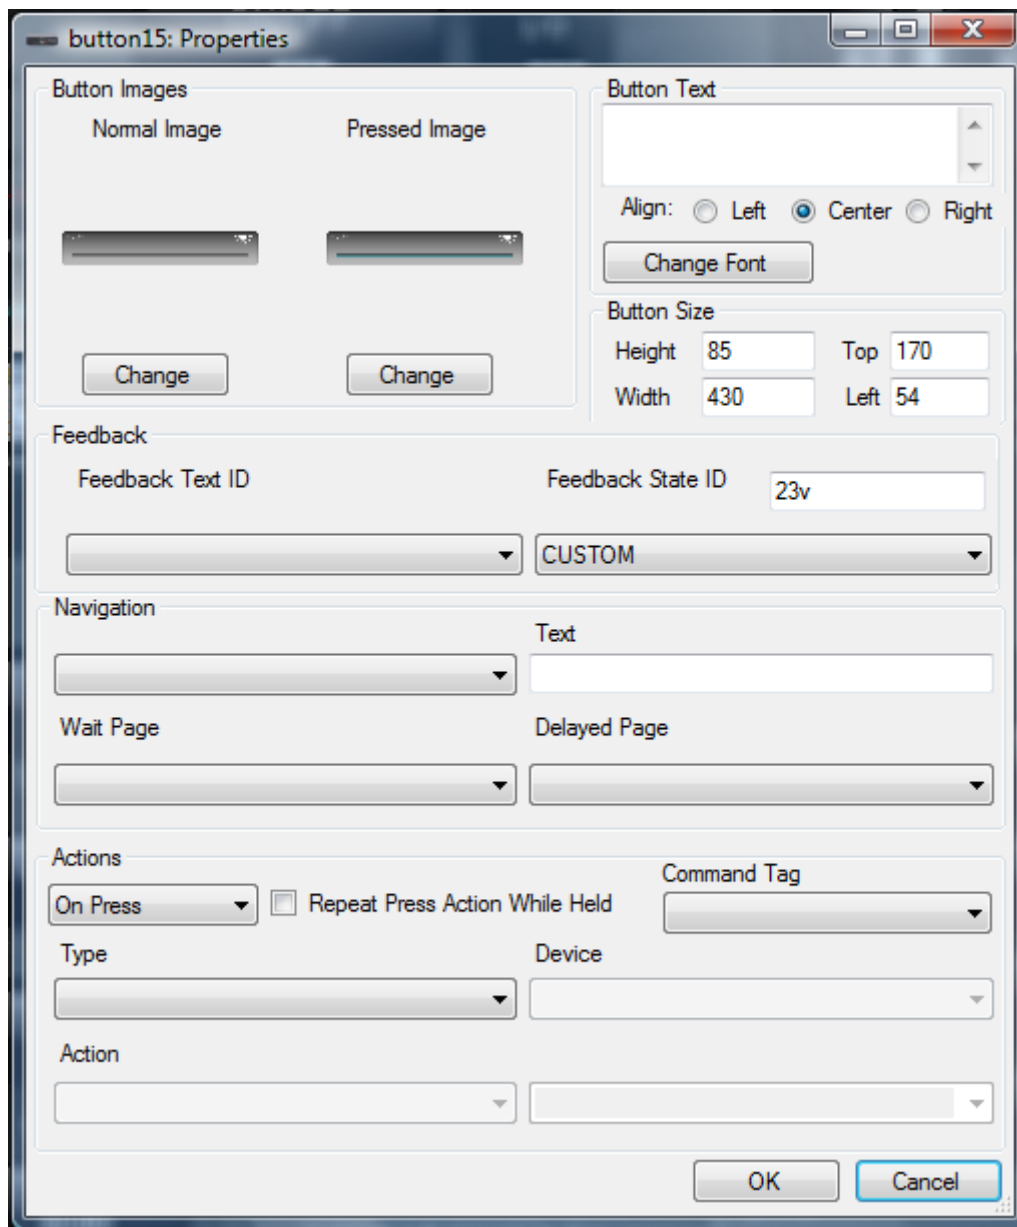 button15: Properties
Button Images
Normal Image Pressed Image
Change Change
Button Text
Align: Left Center Right
Change Font
Button Size
Height 85 Top 170
Width 430 Left 54
Feedback
Feedback Text ID Feedback State ID 23v
CUSTOM
Navigation
Text
Wait Page Delayed Page
Actions
Command Tag
On Press Repeat Press Action While Held
Type Device
Action
OK Cancel